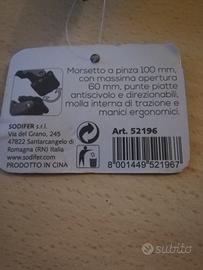 Morsetto a pinza 100 mm,
con massima apertura
60 mm, punte piatte
antiscivolo e direzionabili,
molla interna di trazione e
manici ergonomici.
SODIFER s.r.l.
Via del Grano, 245
47822 Santarcangelo di
Romagna (RN) Italia
www.sodifer.com
PRODOTTO IN CINA
Art. 52196
8 001449 521967
subito